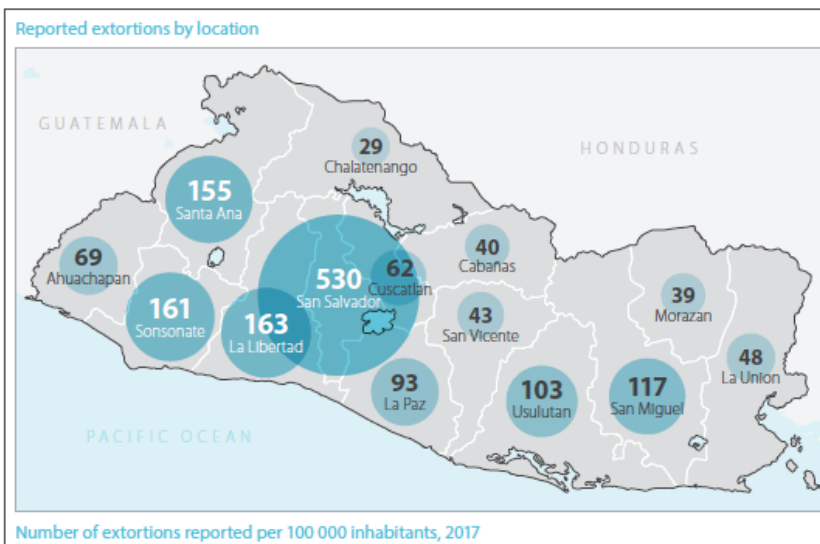 Reported extortions by location
GUATEMALA
HONDURAS
29
Chalatenango
155
Santa Ana
69
Ahuachapan
530
San Salvador
62
Cuscatlan
40
Cabañas
161
Sonsonate
163
La Libertad
43
San Vicente
39
Morazan
48
La Union
93
La Paz
103
Usulutan
117
San Miguel
PACIFIC OCEAN
Number of extortions reported per 100 000 inhabitants, 2017